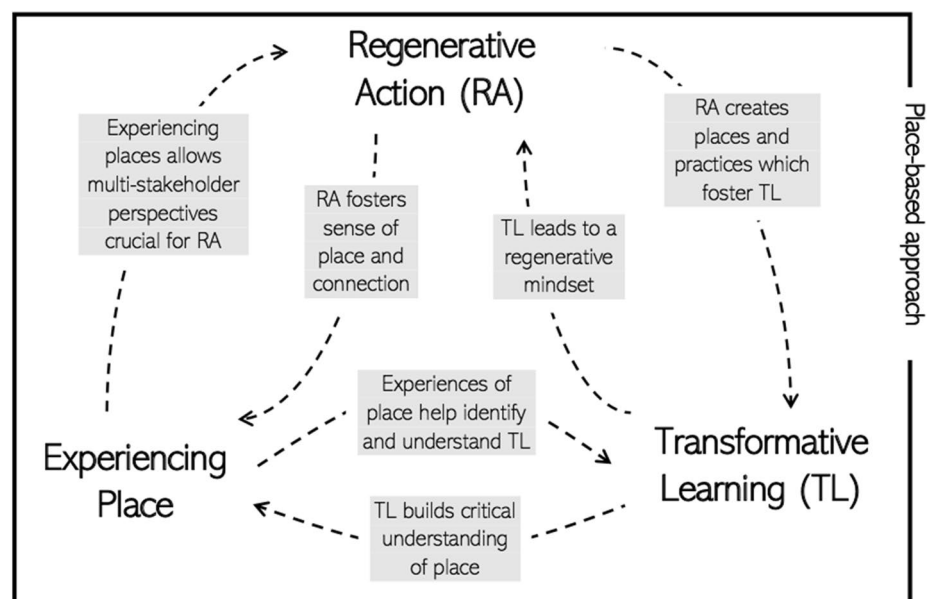 Regenerative
Action (RA)
Experiencing
places allows
multi-stakeholder
perspectives
crucial for RA
RA fosters
sense of
place and
connection
TL leads to a
regenerative
mindset
RA creates
places and
practices which
foster TL
Place-based approach
Experiences of
place help identify
and understand TL
Experiencing
Place
Transformative
Learning (TL)
TL builds critical
understanding
of place